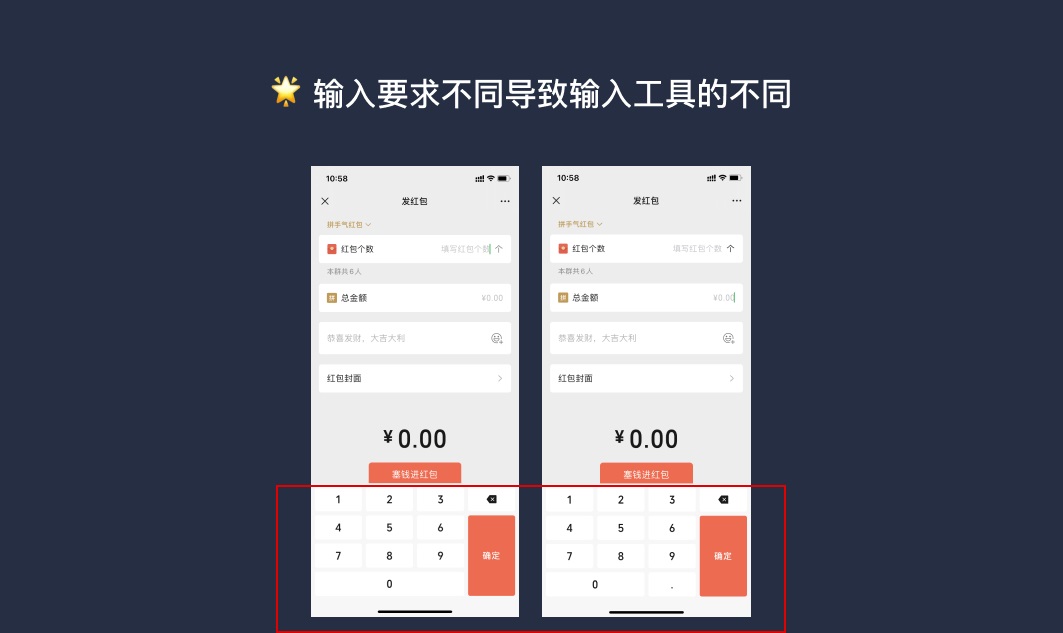 输入要求不同导致输入工具的不同
10:58
发红包
拼手气红包
红包个数 填写红包个数 个
本群共6人
拼 总金额 ¥0.00
恭喜发财，大吉大利
红包封面
¥0.00
塞钱进红包
1 2 3
4 5 6
7 8 9 确定
0
10:58
发红包
拼手气红包
红包个数 填写红包个数 个
本群共6人
拼 总金额 ¥0.00
恭喜发财，大吉大利
红包封面
¥0.00
塞钱进红包
1 2 3
4 5 6
7 8 9 确定
0 .